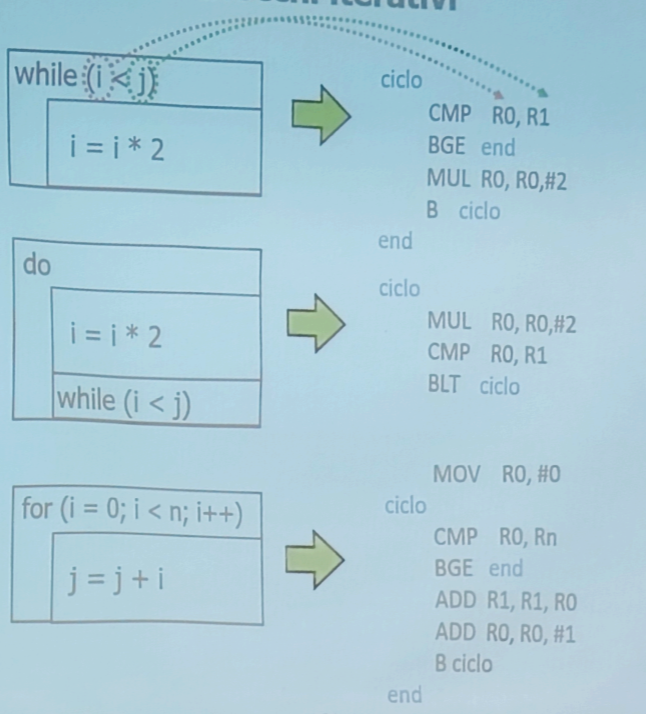 iterativi
while (i < j)
i = i * 2
ciclo
CMP R0, R1
BGE end
MUL R0, R0,#2
B ciclo
end
do
i = i * 2
while (i < j)
ciclo
MUL R0, R0,#2
CMP R0, R1
BLT ciclo
for (i = 0; i < n; i++)
j = j + i
MOV R0, #0
ciclo
CMP R0, Rn
BGE end
ADD R1, R1, R0
ADD R0, R0, #1
B ciclo
end